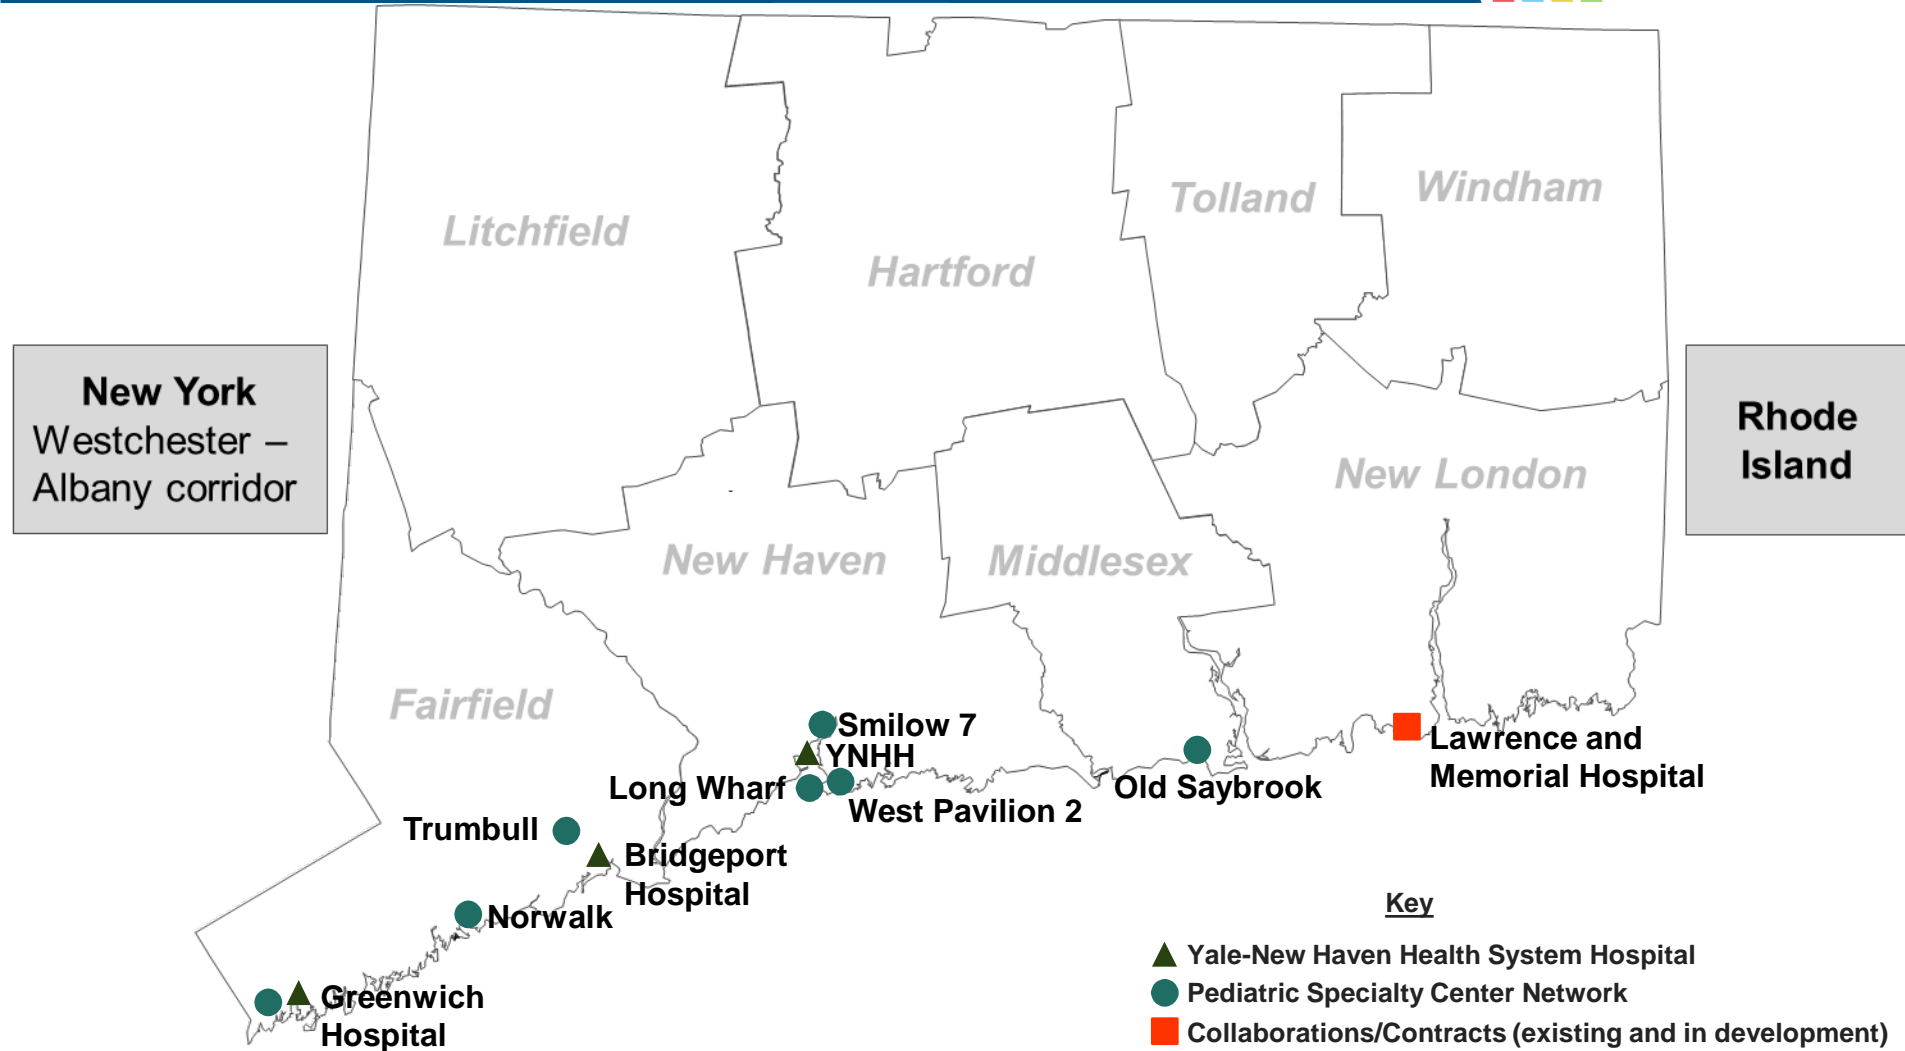 Litchfield
Hartford
Tolland
Windham
New York
Westchester –
Albany corridor
Rhode
Island
New London
New Haven
Middlesex
Fairfield
Smilow 7
YNHH
Long Wharf
West Pavilion 2
Old Saybrook
Lawrence and
Memorial Hospital
Trumbull
Bridgeport
Hospital
Norwalk
Greenwich
Hospital
Key
Yale-New Haven Health System Hospital
Pediatric Specialty Center Network
Collaborations/Contracts (existing and in development)